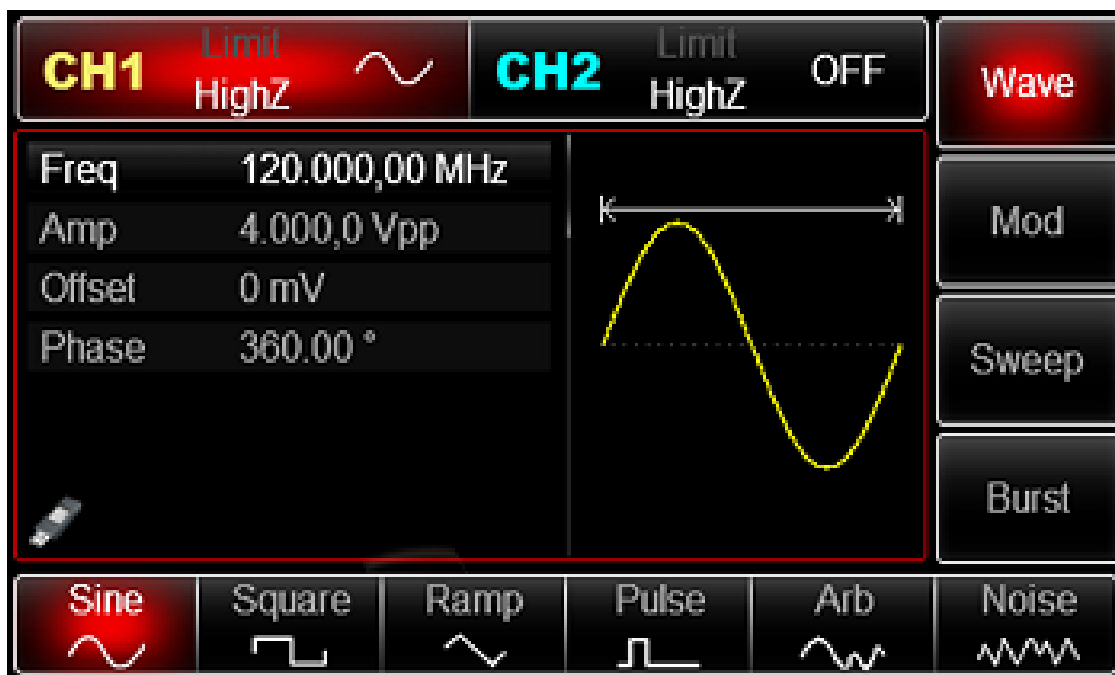 CH1 Limit HighZ
CH2 Limit HighZ OFF
Wave
Freq 120.000,00 MHz
Amp 4.000,0 Vpp
Offset 0 mV
Phase 360.00 °
Mod
Sweep
Burst
Sine Square Ramp Pulse Arb Noise